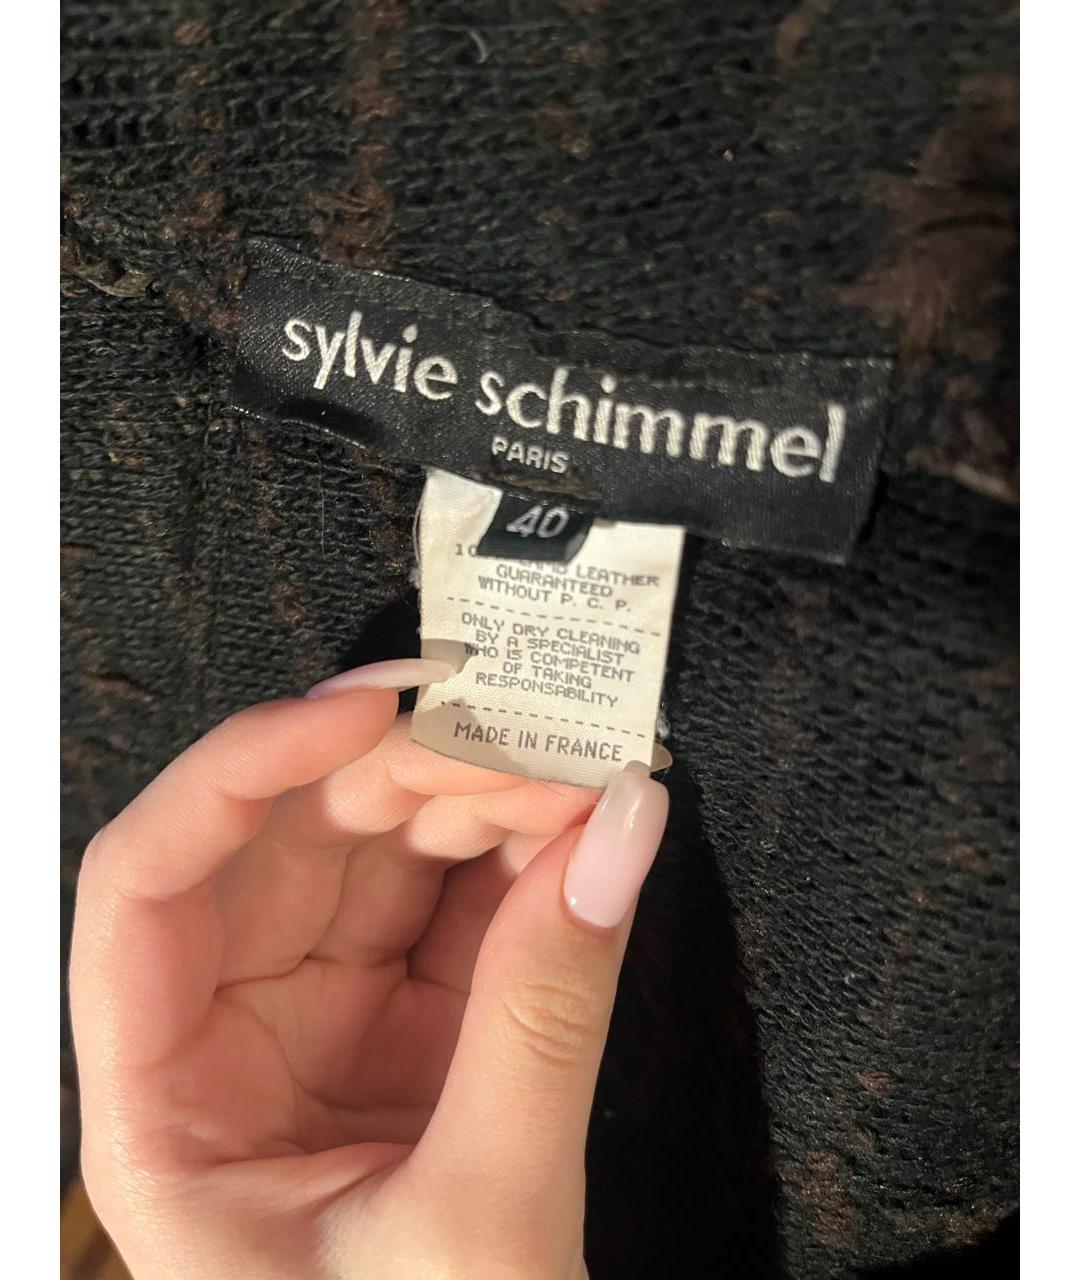 sylvie schimmel
PARIS
40
LEATHER
GUARANTEED
WITHOUT P. C. P.
ONLY DRY CLEANING
BY A SPECIALIST
WHO IS COMPETENT
OF TAKING
RESPONSABILITY
MADE IN FRANCE